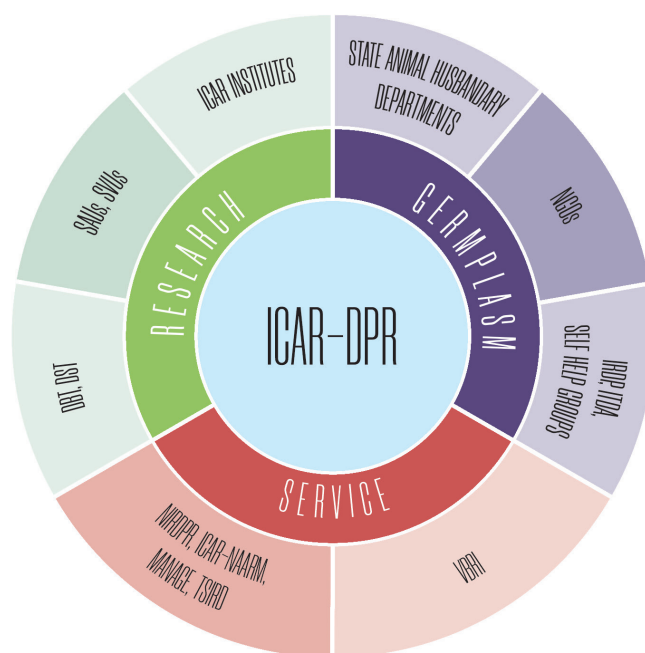 ICAR INSTITUTES
STATE ANIMAL HUSBANDARY
DEPARTMENTS
SAUs, SVUs
NGOs
RESEARCH
GERMPLASM
ICAR-DPR
DBT, DST
IRDP, ITDA,
SELF HELP GROUPS
SERVICE
NIRDPR, ICAR-NAARM,
MANAGE, TSIRD
VBRI